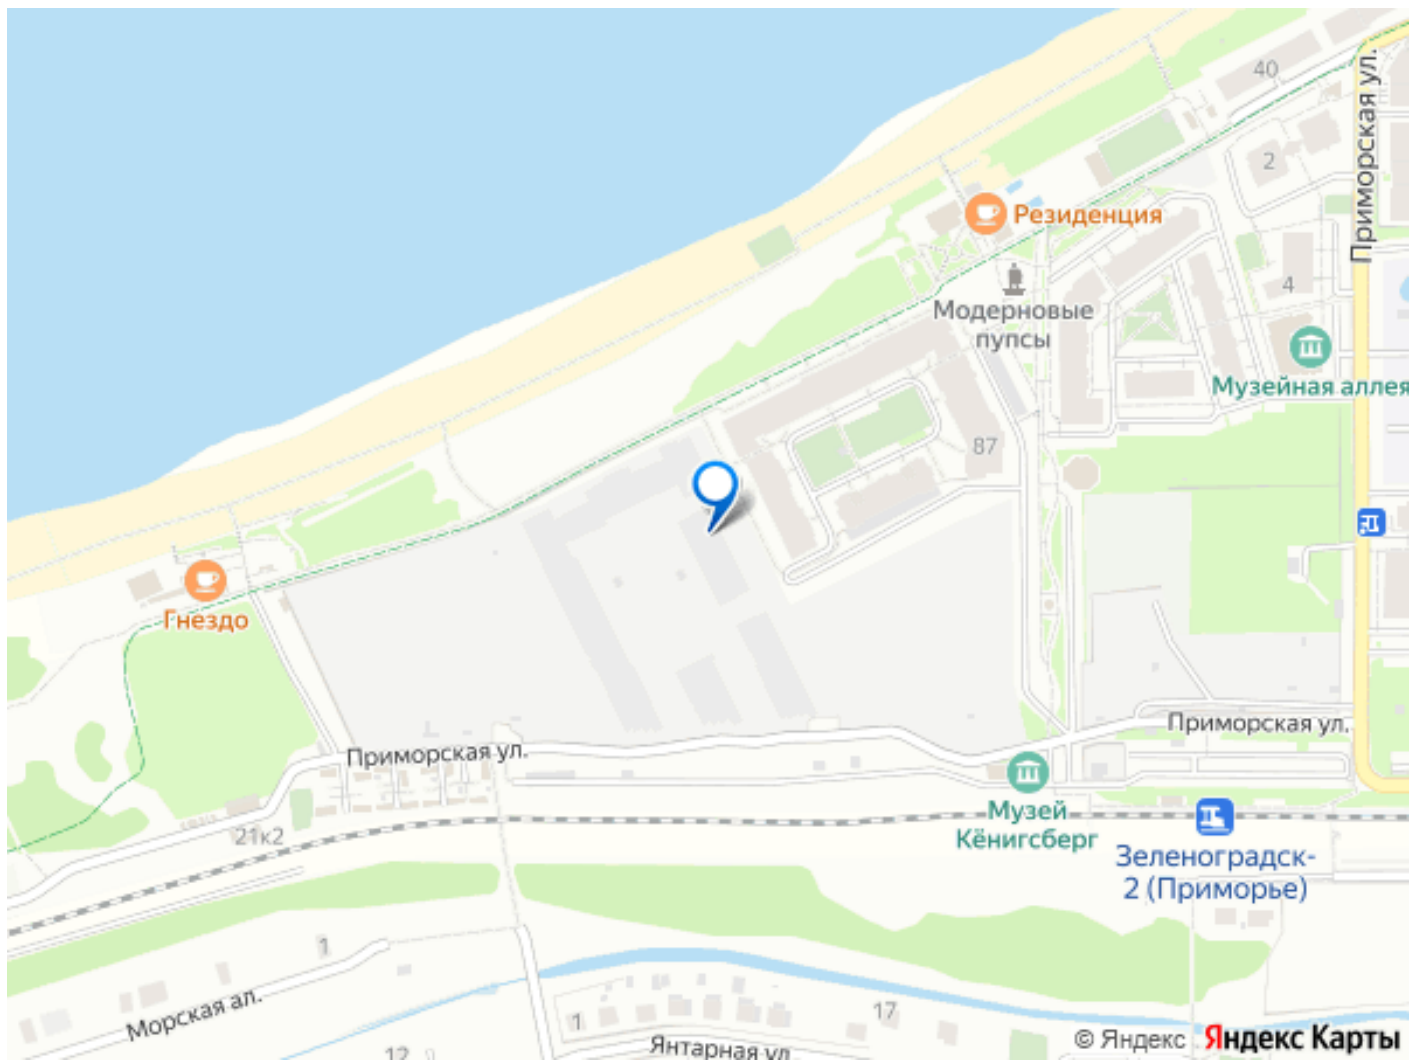 40
Приморская ул.
2
Резиденция
4
Модерновые
пупсы
Музейная аллея
87
Гнездо
Приморская ул.
Приморская ул.
Музей
Кёнигсберг
21к2
Зеленоградск-
2 (Приморье)
1
Морская ал.
17
1
12
Янтарная ул
© Яндекс Яндекс Карты